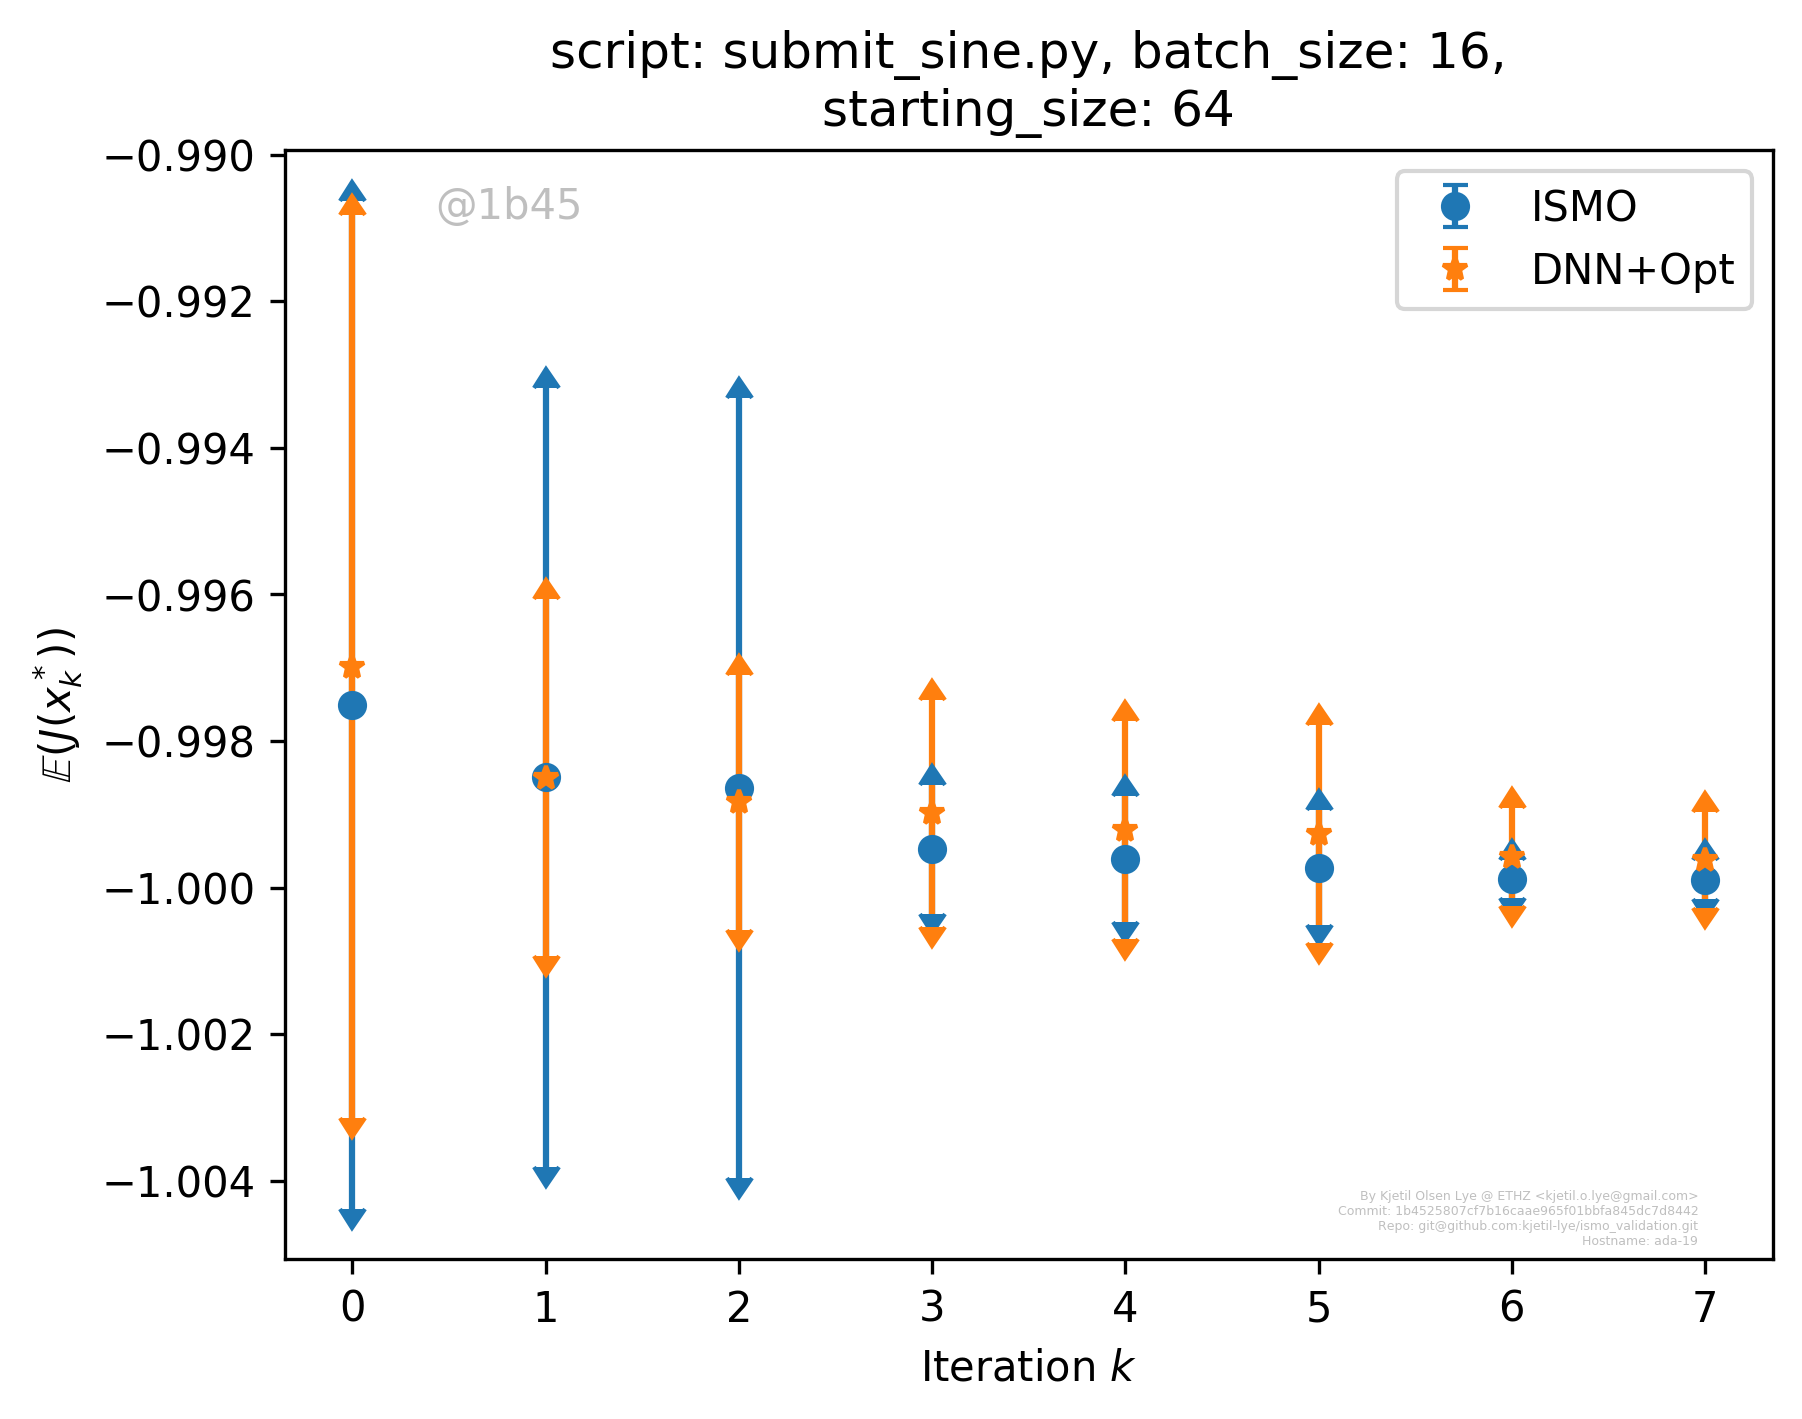 script: submit_sine.py, batch_size: 16,
starting_size: 64
−0.990
−0.992
−0.994
−0.996
−0.998
−1.000
−1.002
−1.004
𝔼(J(x*k))
@1b45
ISMO
DNN+Opt
By Kjetil Olsen Lye @ ETHZ <kjetil.o.lye@gmail.com>
Commit: 1b4525807cf7b16caae965f01bbfa845dc7d8442
Repo: git@github.com:kjetil-lye/ismo_validation.git
Hostname: ada-19
0 1 2 3 4 5 6 7
Iteration k